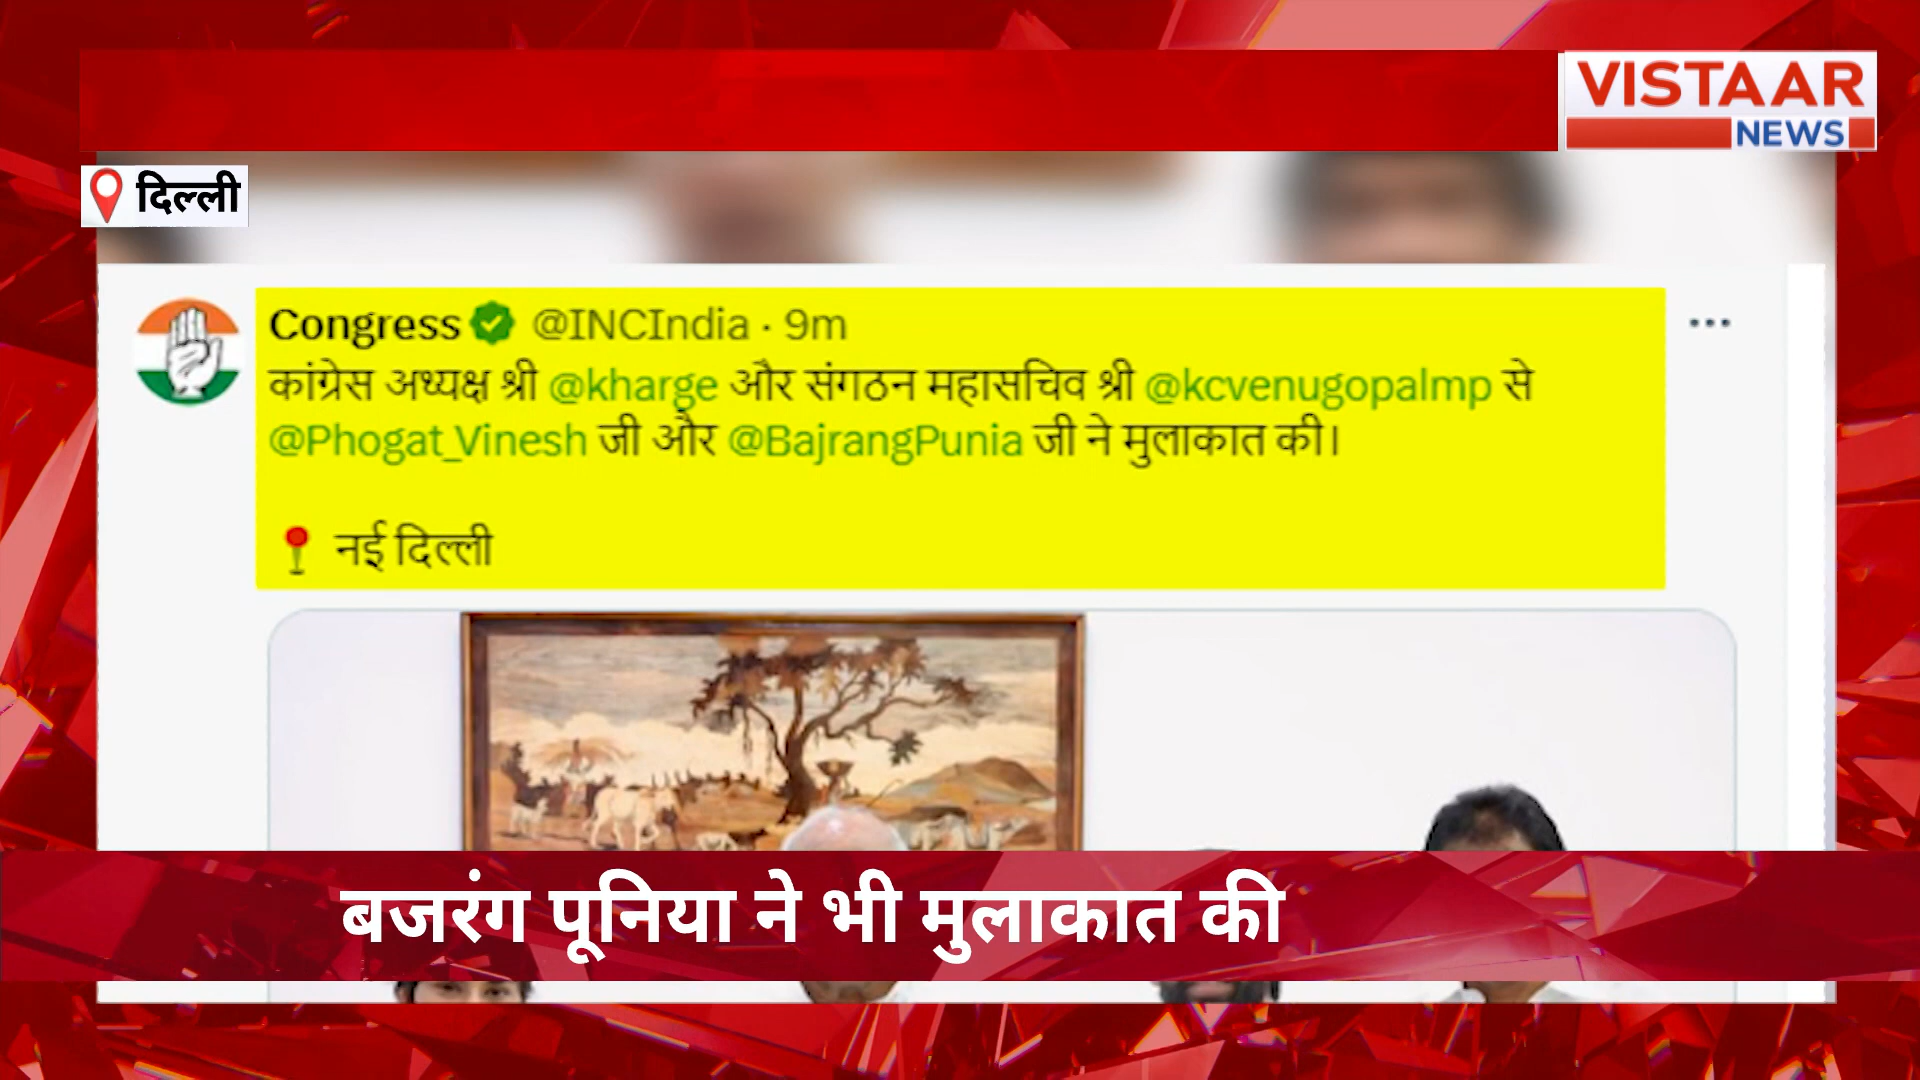 VISTAAR
NEWS
दिल्ली
Congress @INCIndia · 9m
कांग्रेस अध्यक्ष श्री @kharge और संगठन महासचिव श्री @kcvenugopalmp से
@Phogat_Vinesh जी और @BajrangPunia जी ने मुलाकात की।
नई दिल्ली
बजरंग पूनिया ने भी मुलाकात की